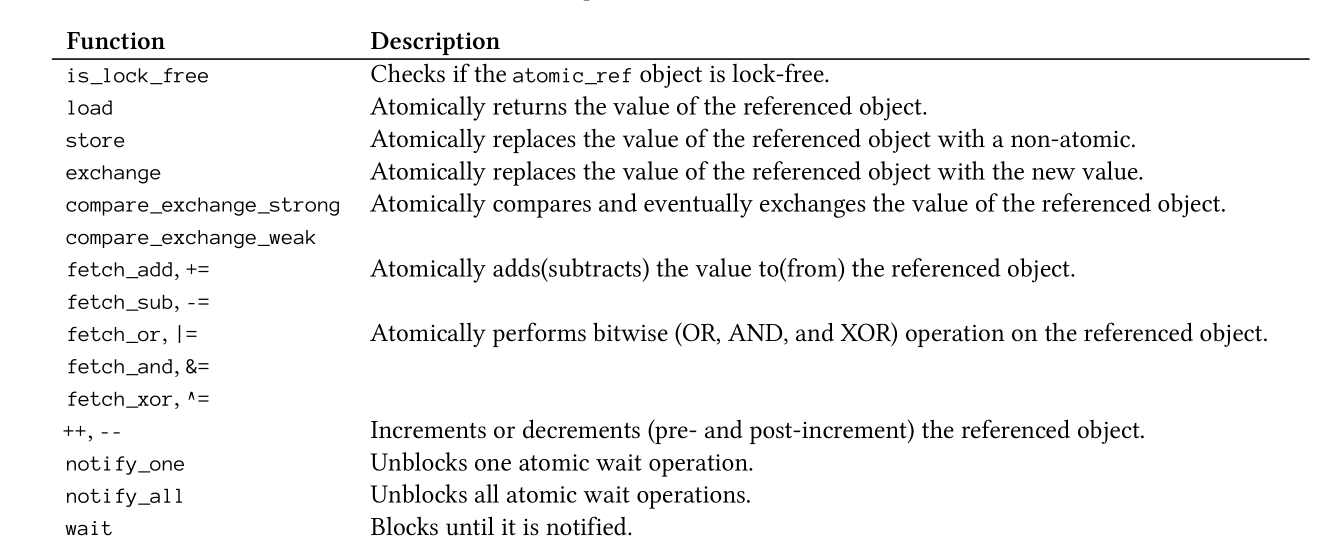 Function Description
is_lock_free Checks if the atomic_ref object is lock-free.
load Atomically returns the value of the referenced object.
store Atomically replaces the value of the referenced object with a non-atomic.
exchange Atomically replaces the value of the referenced object with the new value.
compare_exchange_strong Atomically compares and eventually exchanges the value of the referenced object.
compare_exchange_weak
fetch_add, += Atomically adds(subtracts) the value to(from) the referenced object.
fetch_sub, -=
fetch_or, |= Atomically performs bitwise (OR, AND, and XOR) operation on the referenced object.
fetch_and, &=
fetch_xor, ^=
++, -- Increments or decrements (pre- and post-increment) the referenced object.
notify_one Unblocks one atomic wait operation.
notify_all Unblocks all atomic wait operations.
wait Blocks until it is notified.